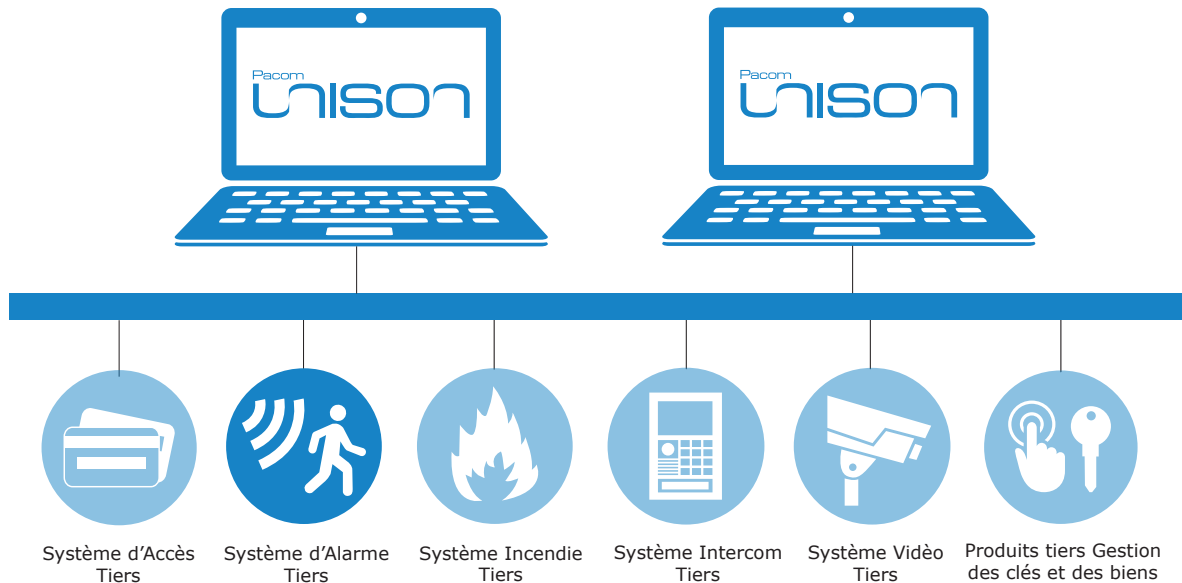 Pacom
UNISON
Pacom
UNISON
Système d’Accès
Tiers
Système d’Alarme
Tiers
Système Incendie
Tiers
Système Intercom
Tiers
Système Vidèo
Tiers
Produits tiers Gestion
des clés et des biens